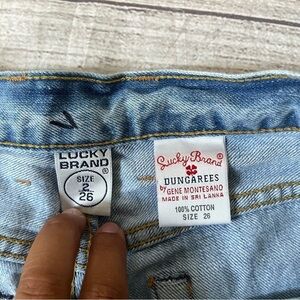 LUCKY
BRAND®
SIZE
2
26
Lucky Brand®
DUNGAREES
by GENE MONTESANO
MADE IN SRI LANKA
100% COTTON
SIZE 26